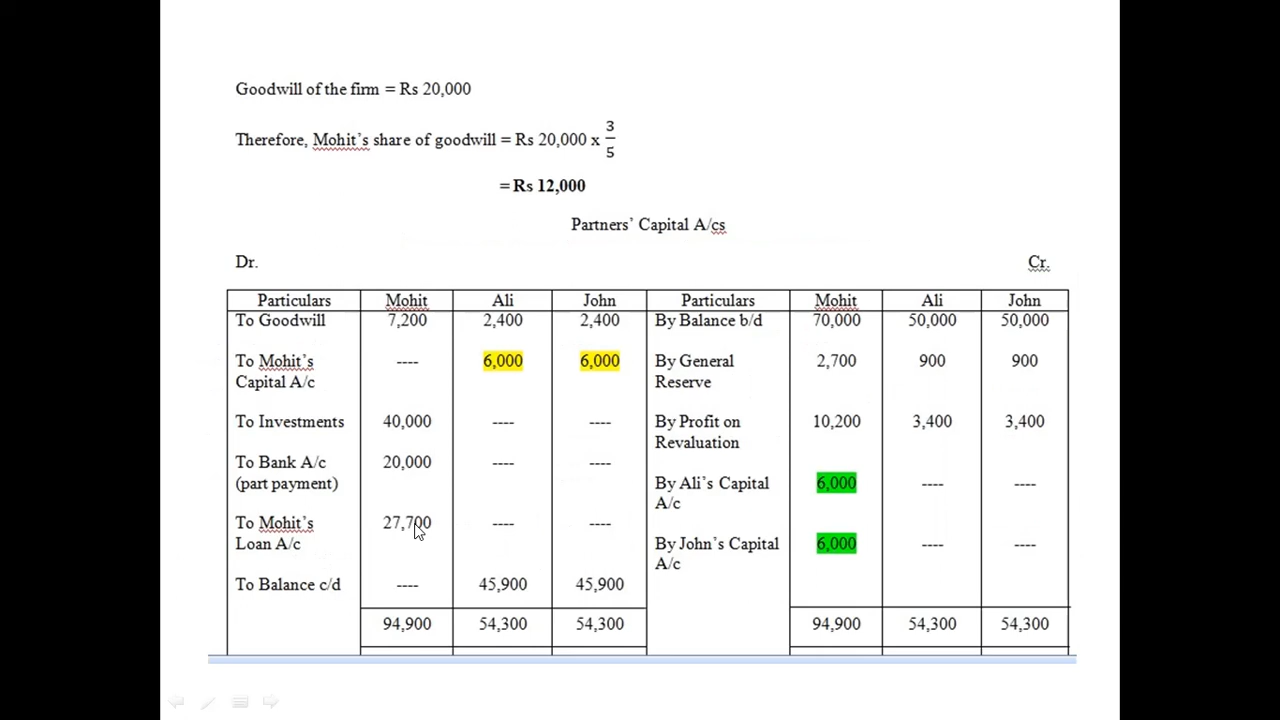 Goodwill of the firm = Rs 20,000
Therefore, Mohit's share of goodwill = Rs 20,000 x 3/5
= Rs 12,000
Partners' Capital A/cs
Dr. Cr.
Particulars Mohit Ali John Particulars Mohit Ali John
To Goodwill 7,200 2,400 2,400 By Balance b/d 70,000 50,000 50,000
To Mohit's ---- 6,000 6,000 By General 2,700 900 900
Capital A/c Reserve
To Investments 40,000 ---- ---- By Profit on 10,200 3,400 3,400
Revaluation
To Bank A/c 20,000 ---- ----
(part payment) By Ali's Capital 6,000 ---- ----
A/c
To Mohit's 27,700 ---- ----
Loan A/c By John's Capital 6,000 ---- ----
A/c
To Balance c/d ---- 45,900 45,900
94,900 54,300 54,300 94,900 54,300 54,300